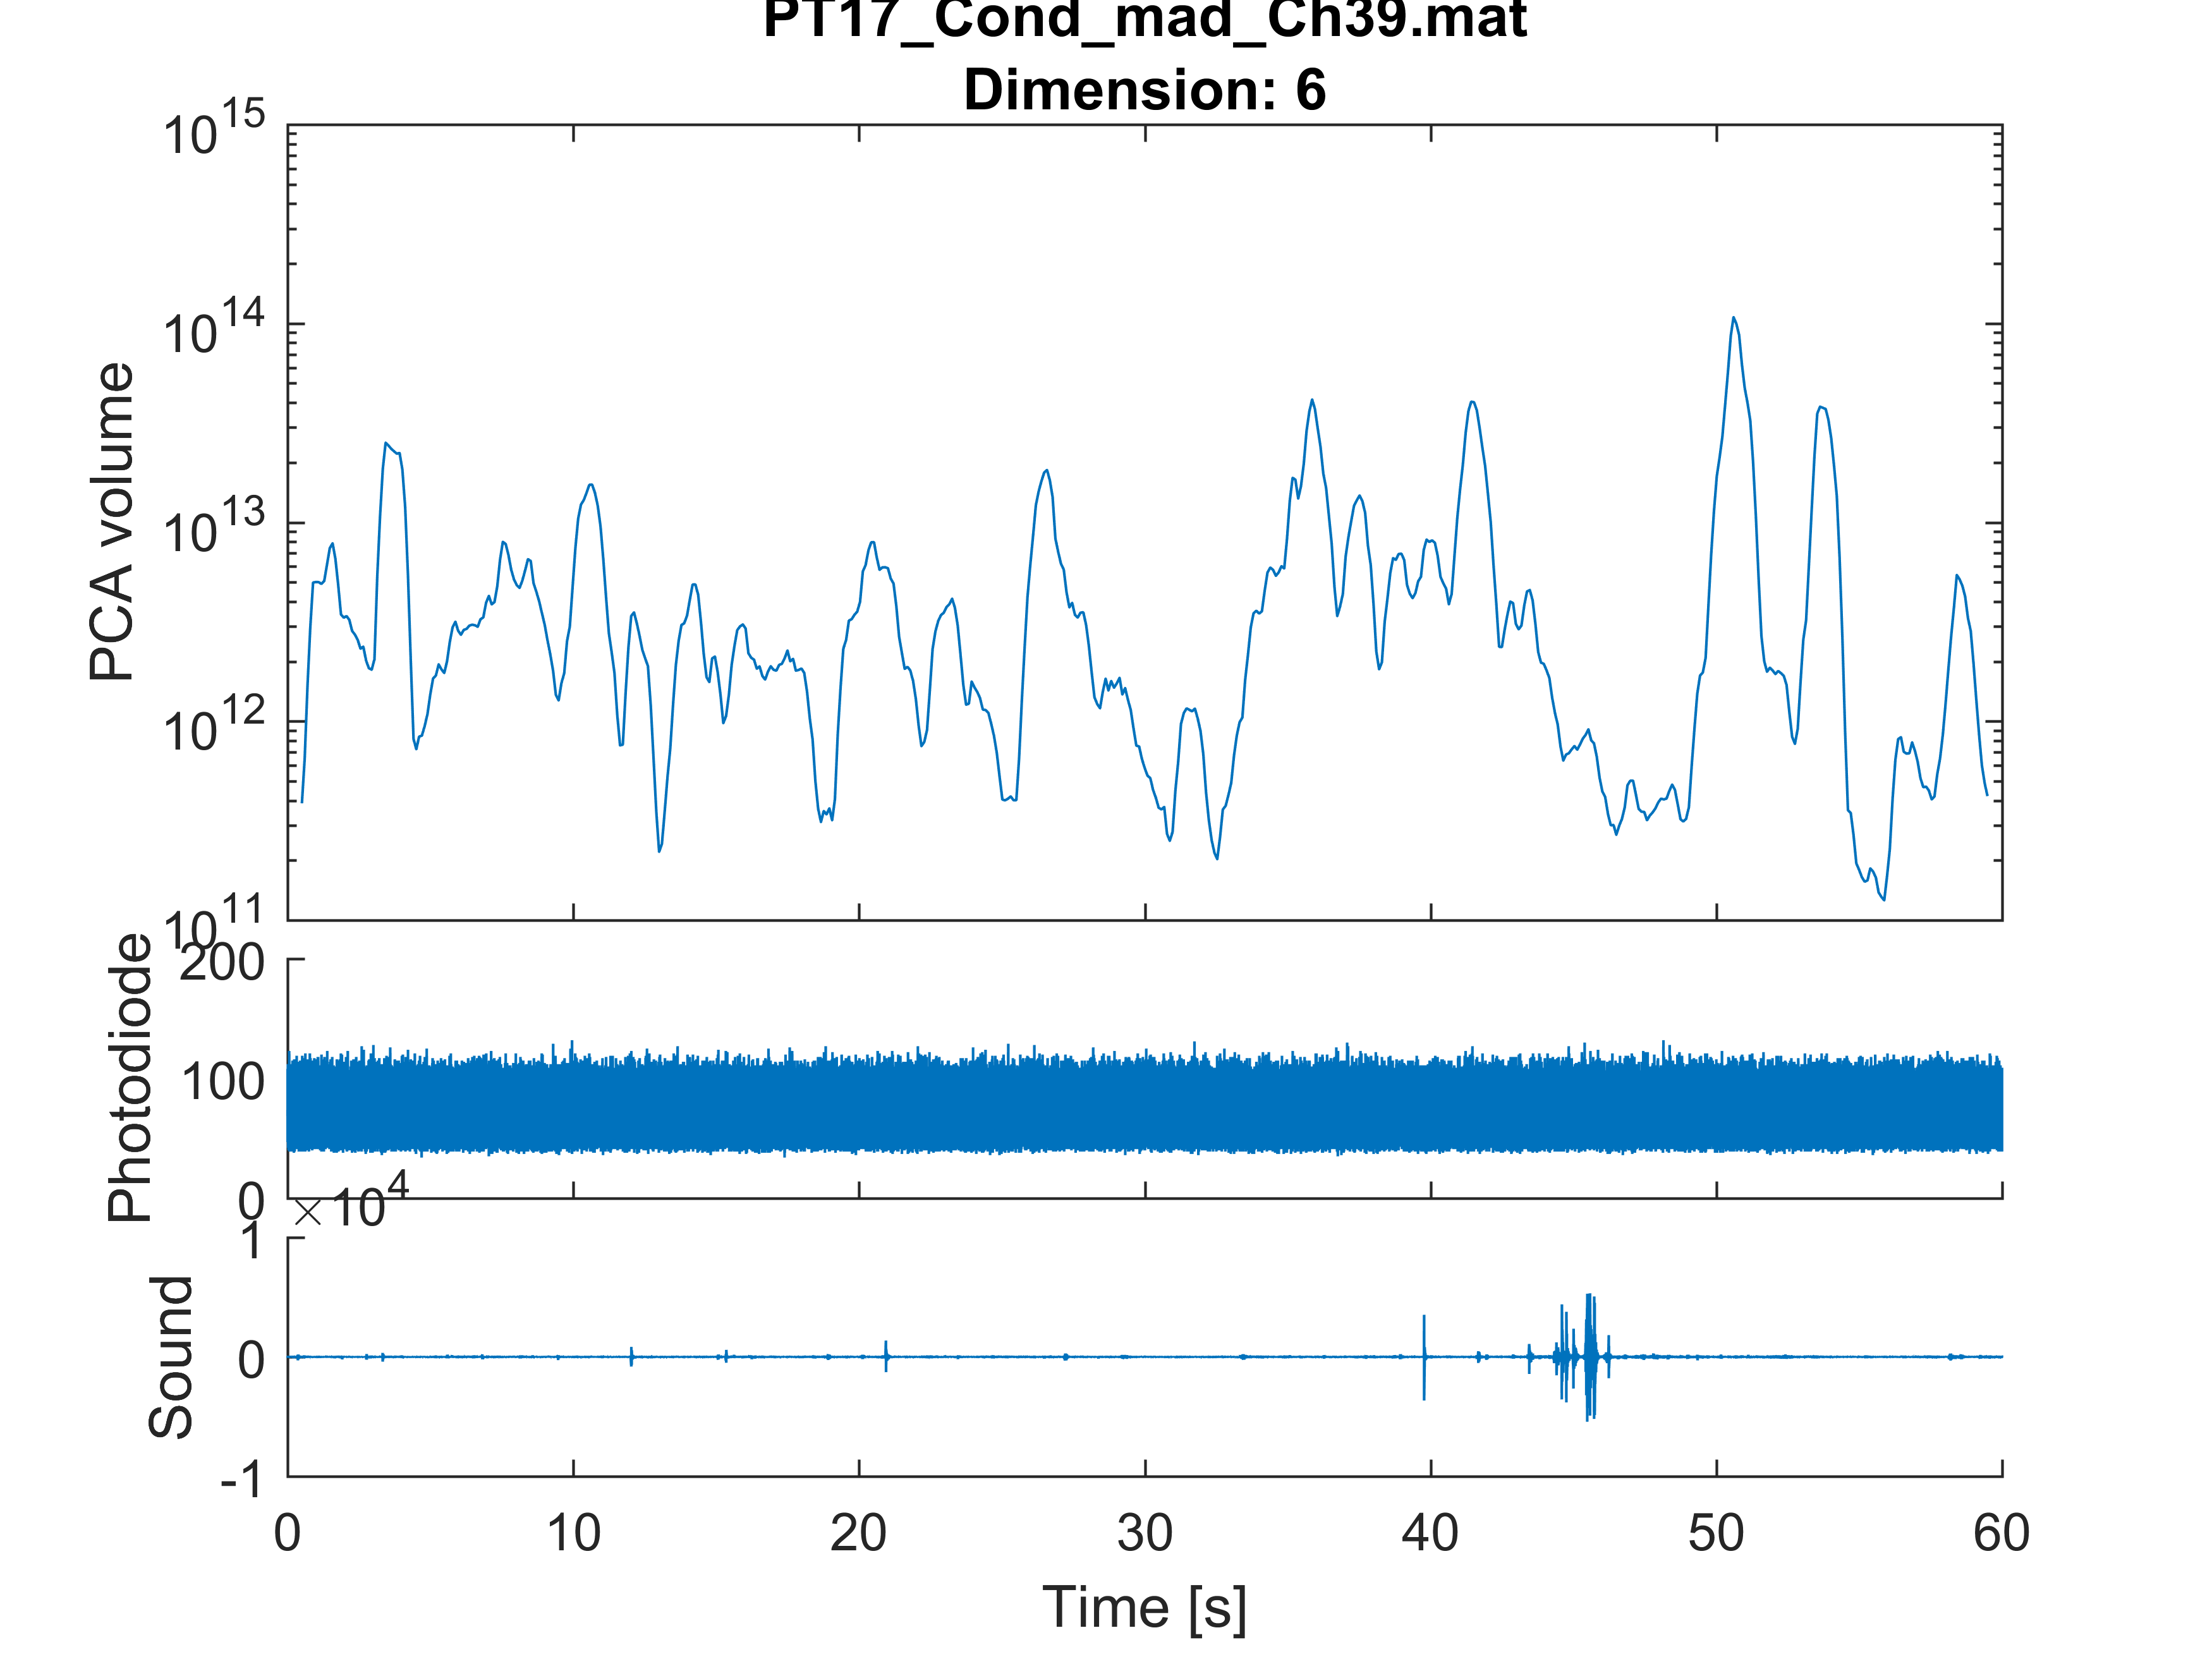 PT17_Cond_mad_Ch39.mat
Dimension: 6
10^15
10^14
10^13
10^12
10^11
PCA volume
200
100
0
Photodiode
×10^4
1
0
-1
Sound
0 10 20 30 40 50 60
Time [s]